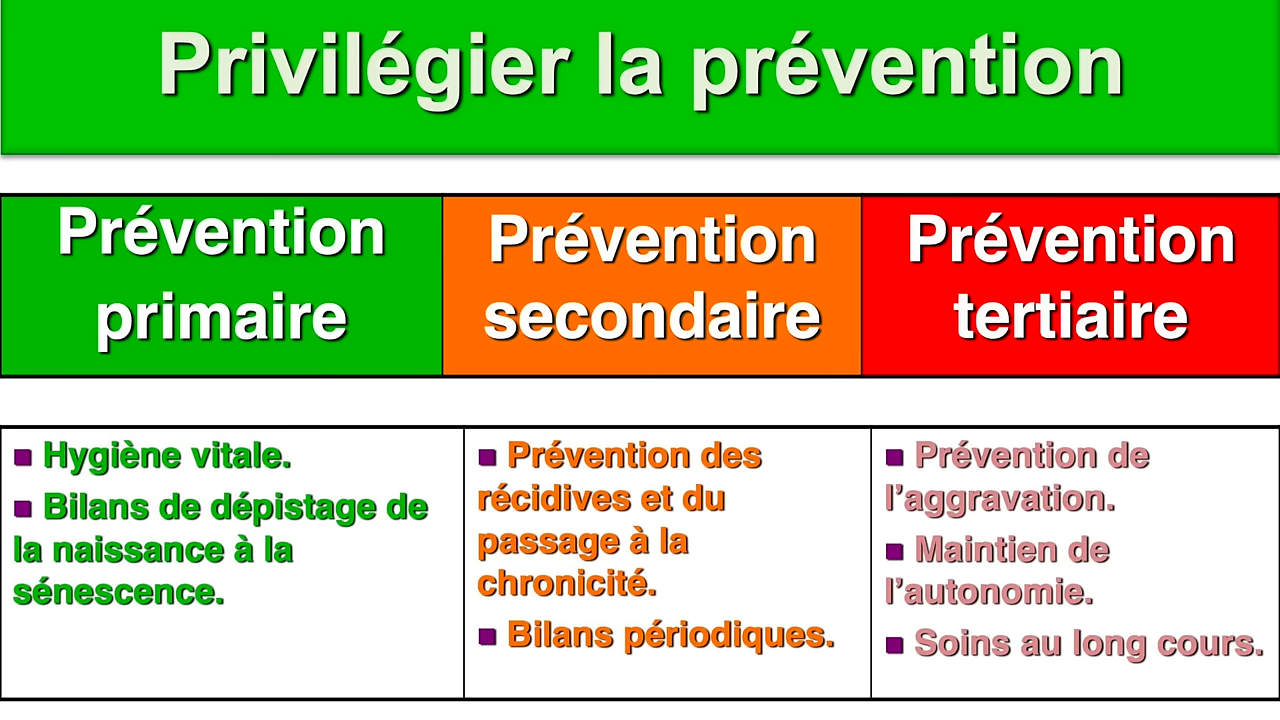 Privilégier la prévention
Prévention
primaire
Prévention
secondaire
Prévention
tertiaire
■ Hygiène vitale.
■ Bilans de dépistage de
la naissance à la
sénescence.
■ Prévention des
récidives et du
passage à la
chronicité.
■ Bilans périodiques.
■ Prévention de
l’aggravation.
■ Maintien de
l’autonomie.
■ Soins au long cours.